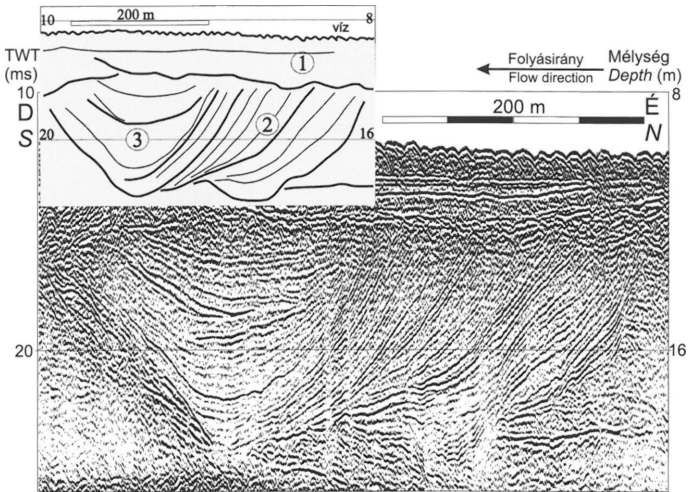 10 200 m 8
víz
TWT
(ms)
1
Folyásirány
Flow direction
Mélység
Depth (m)
10
8
D
S
200 m
É
N
20
3
2
16
20
16